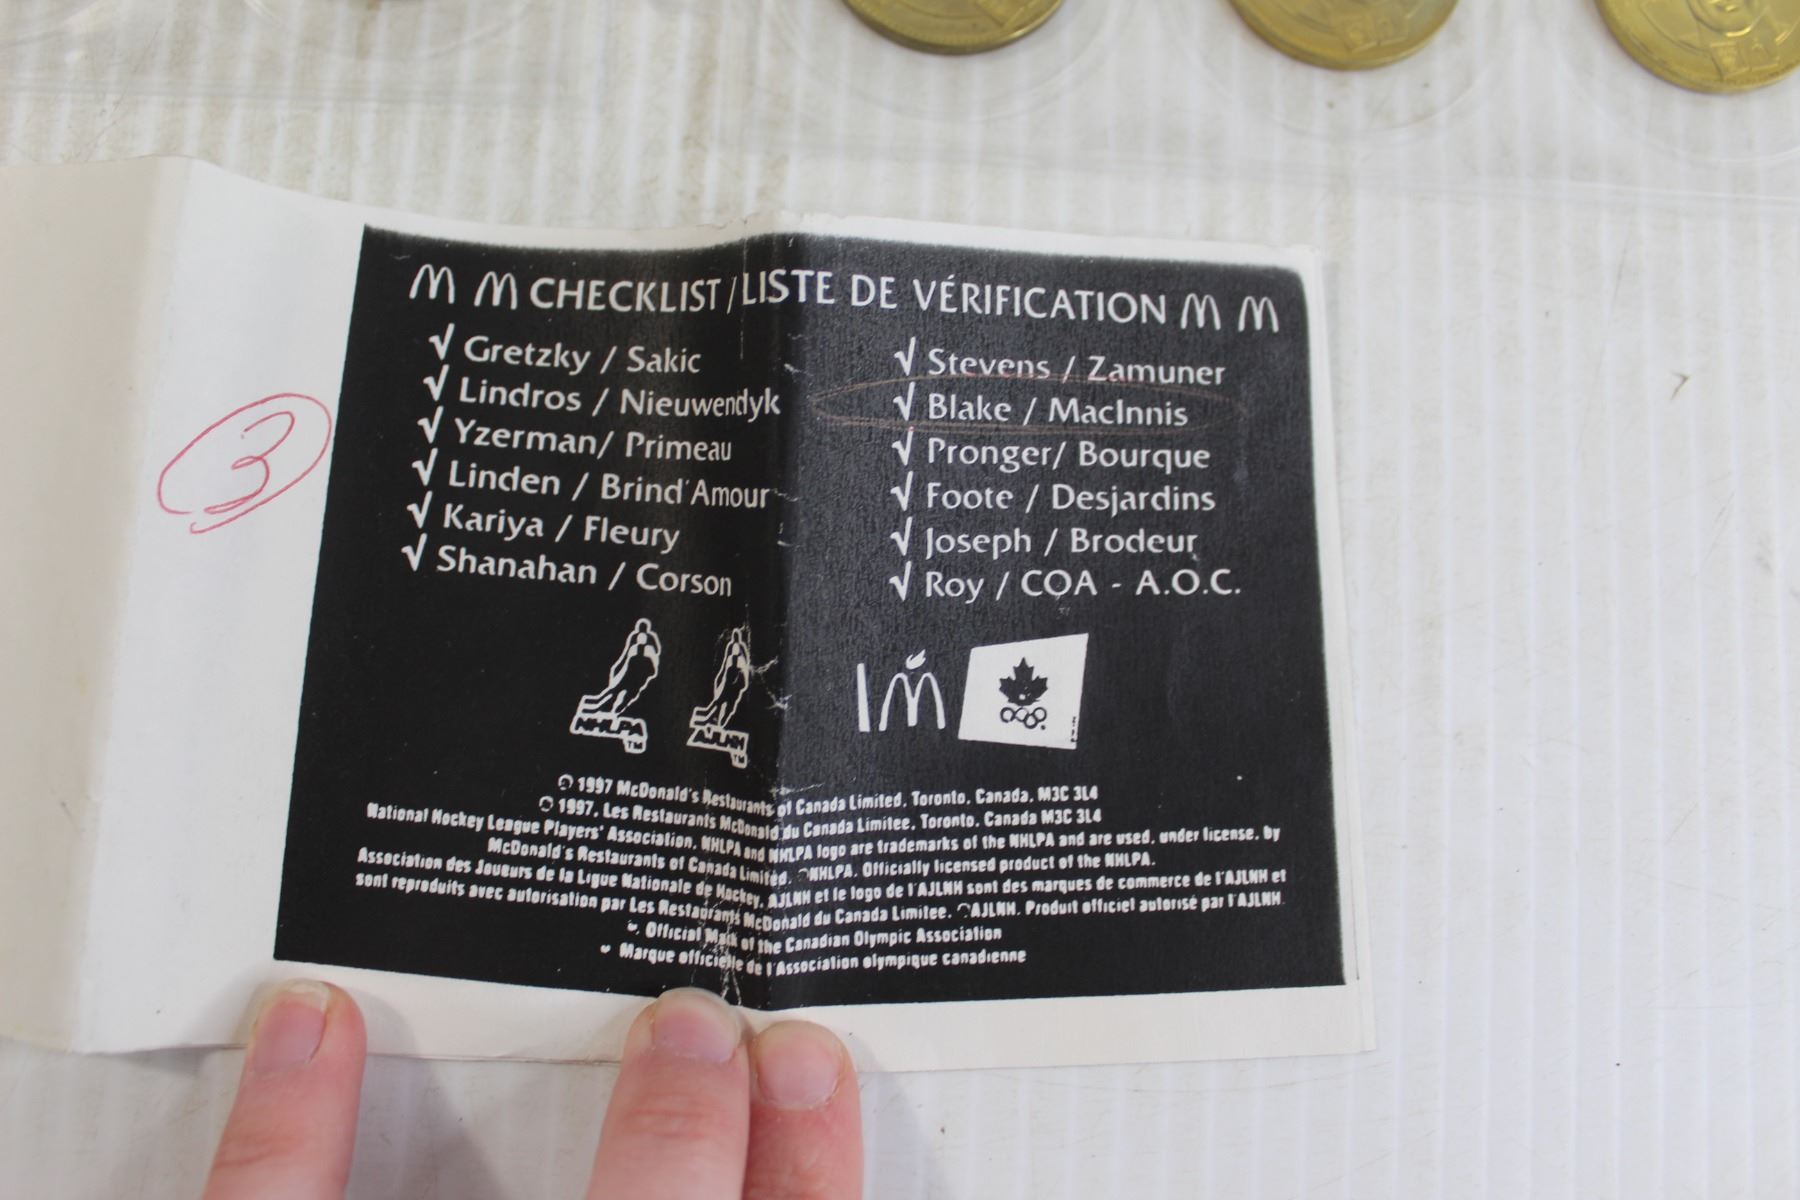 CHECKLIST / LISTE DE VÉRIFICATION
√ Gretzky / Sakic
√ Lindros / Nieuwendyk
√ Yzerman/ Primeau
√ Linden / Brind'Amour
√ Kariya / Fleury
√ Shanahan / Corson
√ Stevens / Zamuner
√ Blake / MacInnis
√ Pronger/ Bourque
√ Foote / Desjardins
√ Joseph / Brodeur
√ Roy / COA - A.O.C.
3
NHLPA TM
AJLNH TM
© 1997 McDonald's Restaurants of Canada Limited. Toronto. Canada. M3C 3L4
© 1997. Les Restaurants McDonald du Canada Limitee. Toronto. Canada M3C 3L4
National Hockey League Players' Association. NHLPA and NHLPA logo are trademarks of the NHLPA and are used, under license, by
McDonald's Restaurants of Canada Limited. ©NHLPA. Officially licensed product of the NHLPA.
Association des Joueurs de la Ligue Nationale de Hockey. AJLNH et le logo de l'AJLNH sont des marques de commerce de l'AJLNH et
sont reproduits avec autorisation par Les Restaurants McDonald du Canada Limitee. ©AJLNH. Produit officiel autorisé par l'AJLNH.
Official Mark of the Canadian Olympic Association
Marque officielle de l'Association olympique canadienne